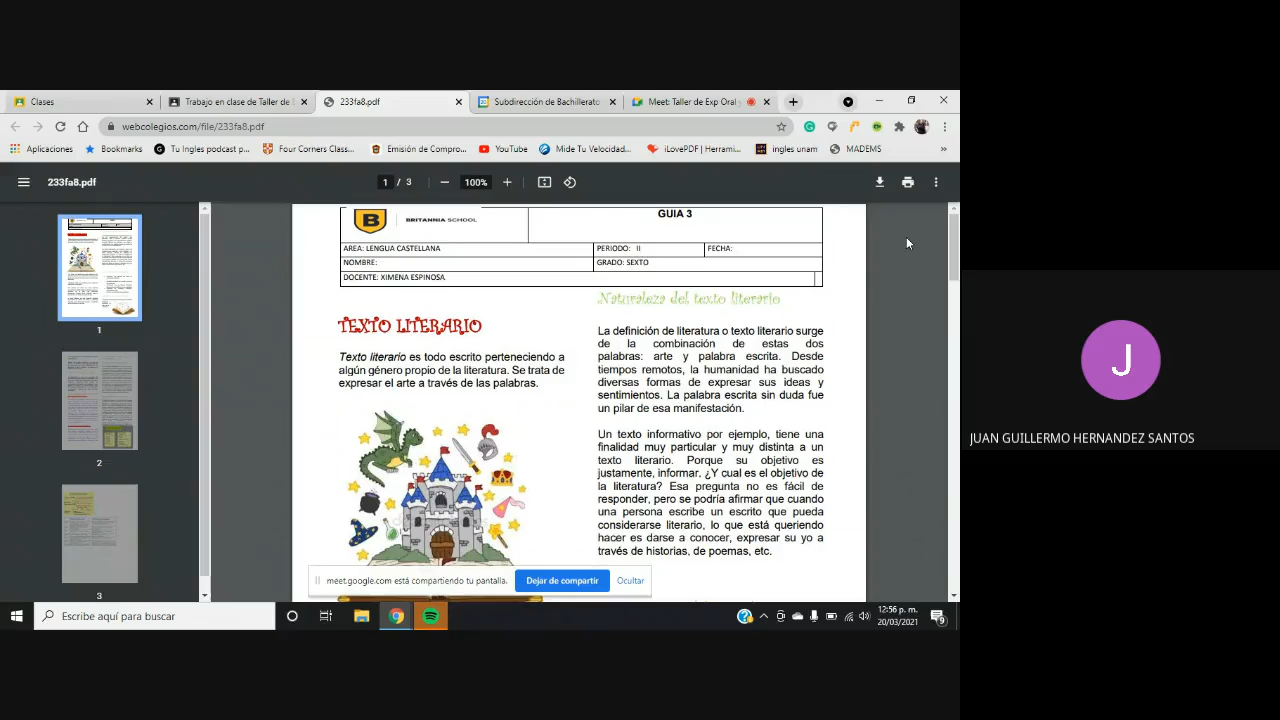 Clases
Trabajo en clase de Taller de
233fa8.pdf
Subdirección de Bachillerato
Meet: Taller de Exp Oral
webcolegios.com/file/233fa8.pdf
Aplicaciones
Bookmarks
Tu Ingles podcast p...
Four Corners Class...
Emisión de Compro...
YouTube
Mide Tu Velocidad...
iLovePDF | Herrami...
ingles unam
MADEMS
»
233fa8.pdf
1 / 3
100%
1
2
3
B BRITANNIA SCHOOL
GUIA 3
AREA: LENGUA CASTELLANA
PERIODO: II
FECHA:
NOMBRE:
GRADO: SEXTO
DOCENTE: XIMENA ESPINOSA
TEXTO LITERARIO
Texto literario es todo escrito perteneciendo a
algún género propio de la literatura. Se trata de
expresar el arte a través de las palabras.
Naturaleza del texto literario
La definición de literatura o texto literario surge
de la combinación de estas dos
palabras: arte y palabra escrita. Desde
tiempos remotos, la humanidad ha buscado
diversas formas de expresar sus ideas y
sentimientos. La palabra escrita sin duda fue
un pilar de esa manifestación.
Un texto informativo por ejemplo, tiene una
finalidad muy particular y muy distinta a un
texto literario. Porque su objetivo es
justamente, informar. ¿Y cual es el objetivo de
la literatura? Esa pregunta no es fácil de
responder, pero se podría afirmar que cuando
una persona escribe un escrito que pueda
considerarse literario, lo que está queriendo
hacer es darse a conocer, expresar su yo a
través de historias, de poemas, etc.
meet.google.com está compartiendo tu pantalla.
Dejar de compartir
Ocultar
Escribe aquí para buscar
12:56 p. m.
20/03/2021
9
J
JUAN GUILLERMO HERNANDEZ SANTOS